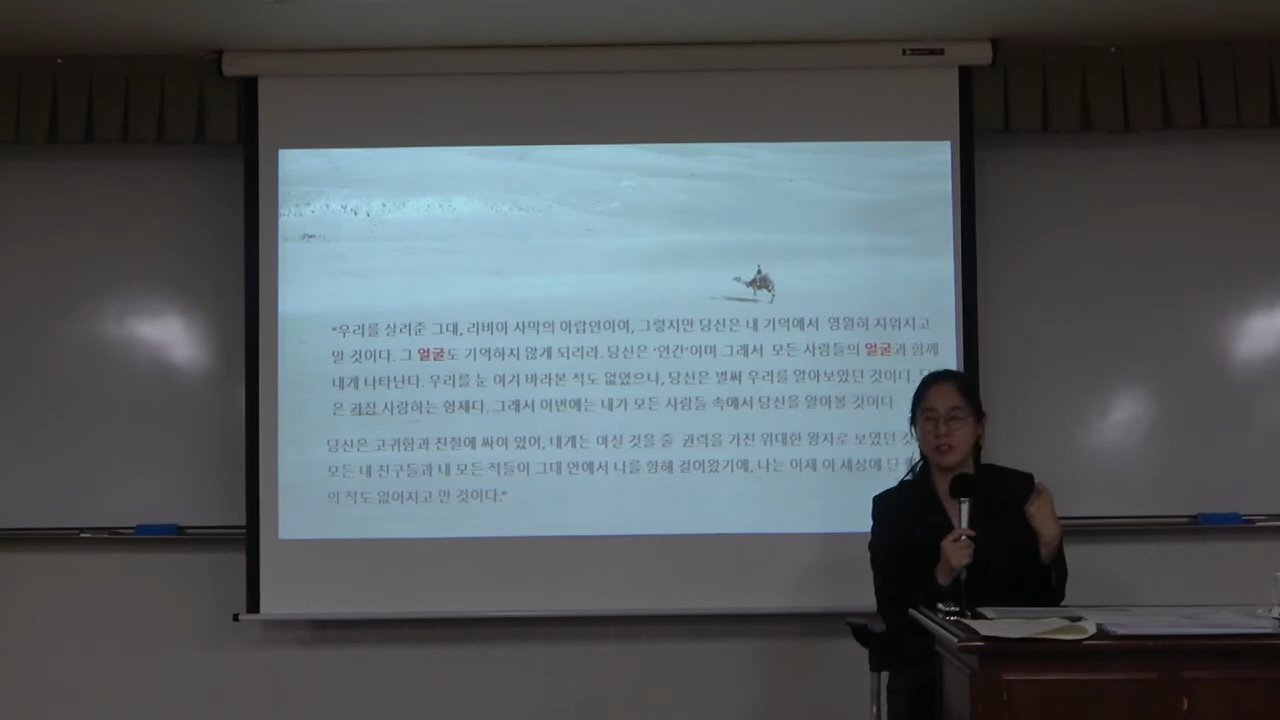 “우리를 살려준 그대, 리비아 사막의 아랍인이여, 그렇지만 당신은 내 기억에서 영원히 지워지고
말 것이다. 그 얼굴도 기억하지 않게 되리라. 당신은 ‘인간’이며 그래서 모든 사람들의 얼굴과 함께
내게 나타난다. 우리를 눈 여겨 바라본 적도 없었으나, 당신은 벌써 우리를 알아보았던 것이다
은 가장 사랑하는 형제다. 그래서 이번에는 내가 모든 사람들 속에서 당신을 알아볼 것이다
당신은 고귀함과 친절에 싸여 있어, 내게는 마실 것을 줄 권력을 가진 위대한 왕자로 보였던
모든 내 친구들과 내 모든 적들이 그대 안에서 나를 향해 걸어왔기에, 나는 이제 이 세상에 단
의 적도 없어지고 만 것이다.”